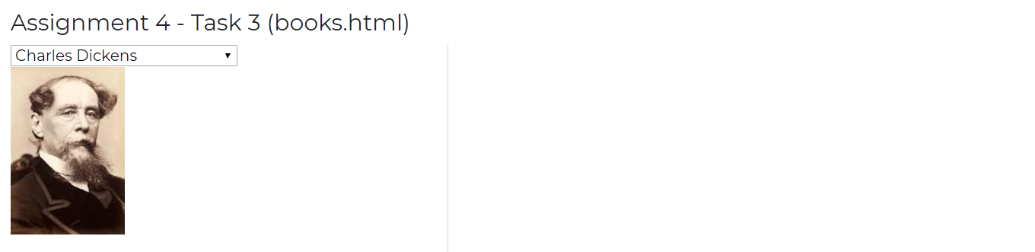 Assignment 4 - Task 3 (books.html)
Charles Dickens